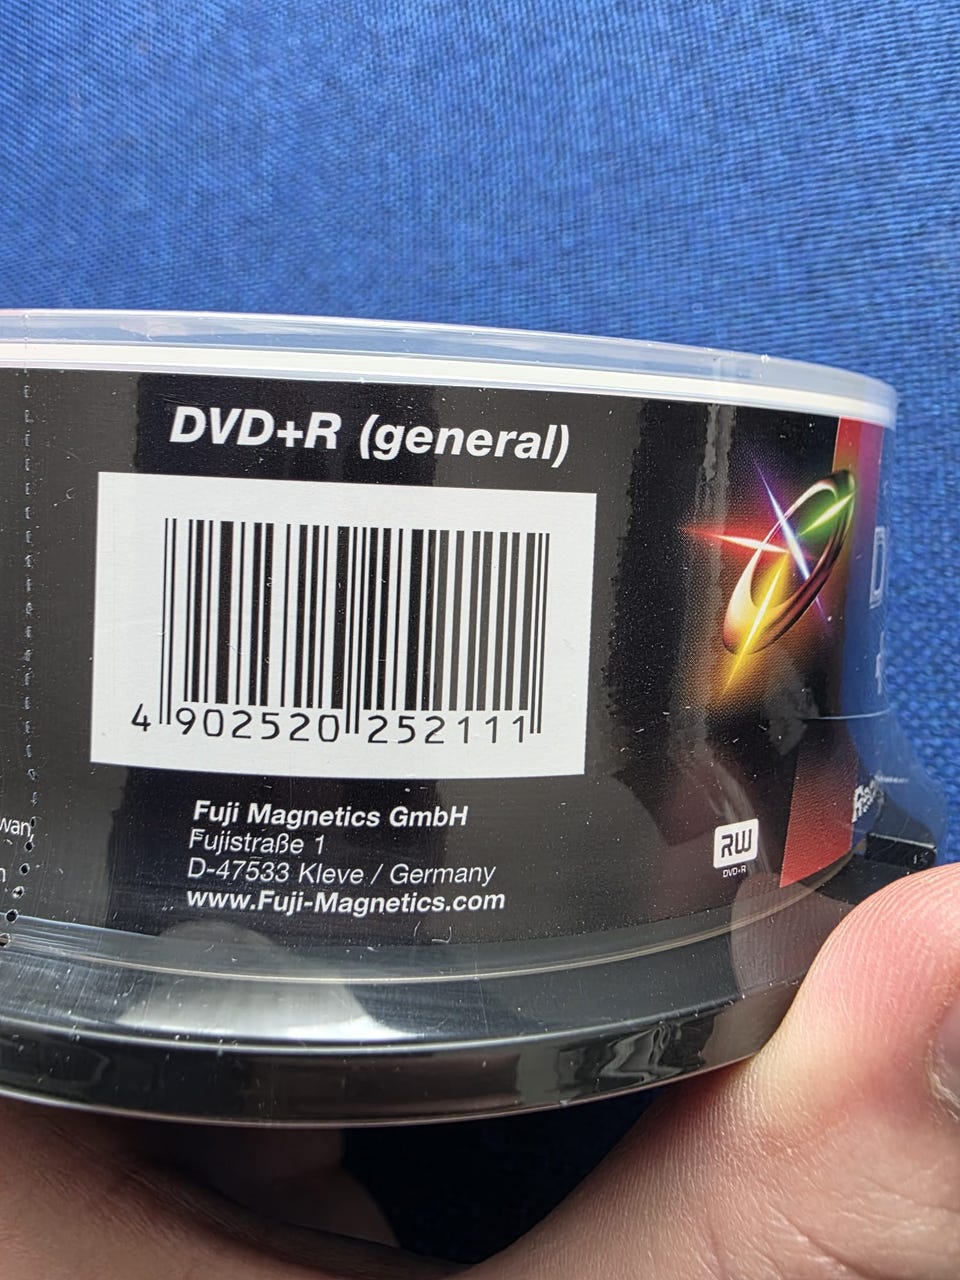 DVD+R (general)
4 902520 252111
Fuji Magnetics GmbH
Fujistraße 1
D-47533 Kleve / Germany
www.Fuji-Magnetics.com
RW
DVD+R